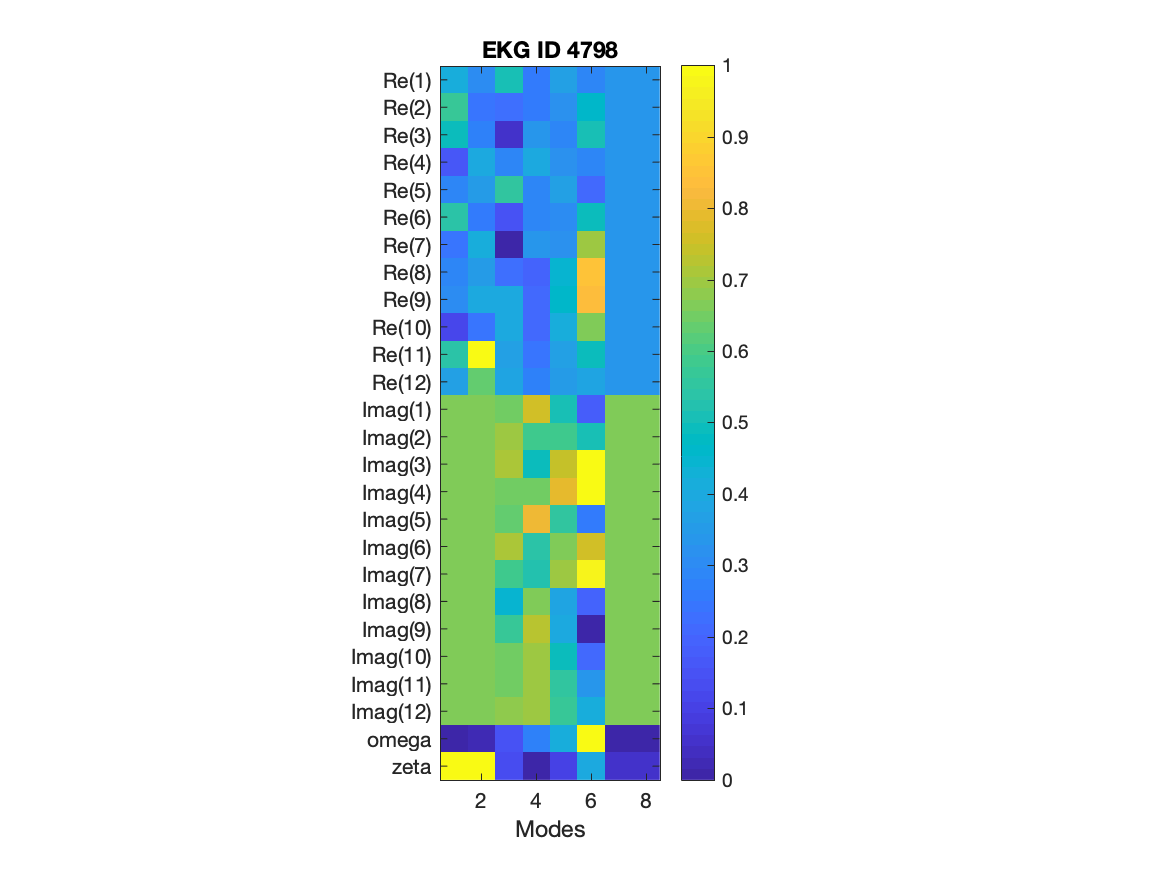 EKG ID 4798
Re(1)
Re(2)
Re(3)
Re(4)
Re(5)
Re(6)
Re(7)
Re(8)
Re(9)
Re(10)
Re(11)
Re(12)
Imag(1)
Imag(2)
Imag(3)
Imag(4)
Imag(5)
Imag(6)
Imag(7)
Imag(8)
Imag(9)
Imag(10)
Imag(11)
Imag(12)
omega
zeta
2 4 6 8
Modes
1
0.9
0.8
0.7
0.6
0.5
0.4
0.3
0.2
0.1
0